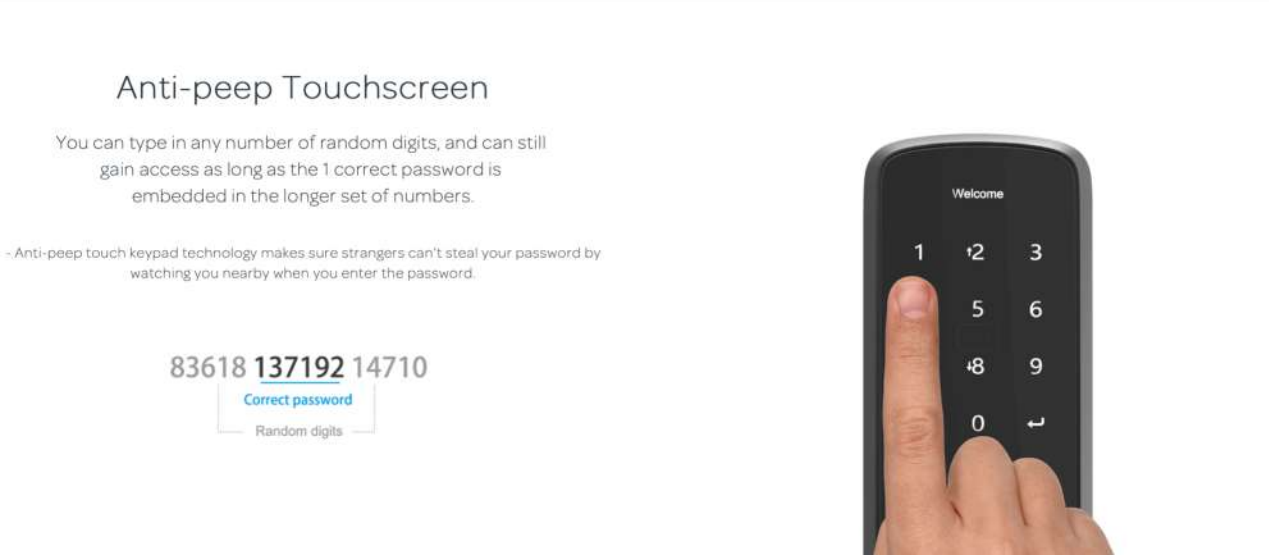 Anti-peep Touchscreen
You can type in any number of random digits, and can still
gain access as long as the 1 correct password is
embedded in the longer set of numbers.
- Anti-peep touch keypad technology makes sure strangers can't steal your password by
watching you nearby when you enter the password.
83618 137192 14710
Correct password
Random digits
Welcome
1 2 3
5 6
8 9
0